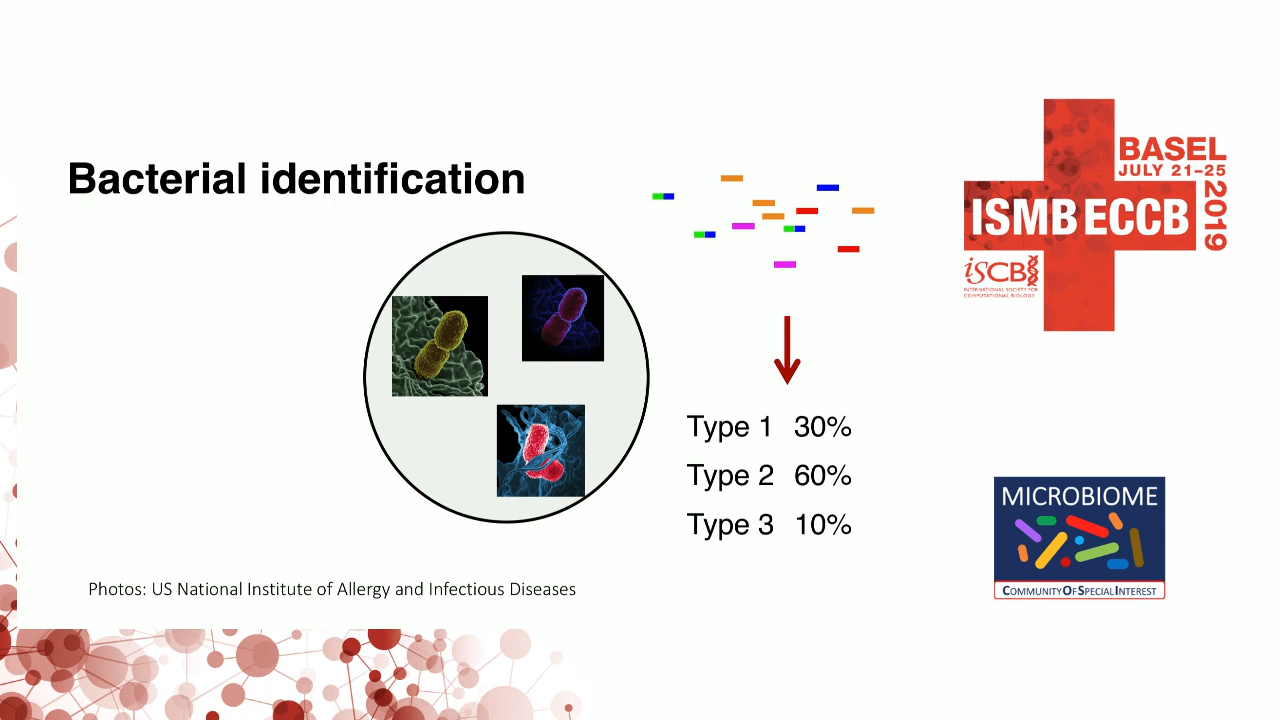 Bacterial identification
Type 1 30%
Type 2 60%
Type 3 10%
Photos: US National Institute of Allergy and Infectious Diseases
BASEL
JULY 21–25
2019
ISMB ECCB
iSCB
INTERNATIONAL SOCIETY FOR
COMPUTATIONAL BIOLOGY
MICROBIOME
COMMUNITY OF SPECIAL INTEREST